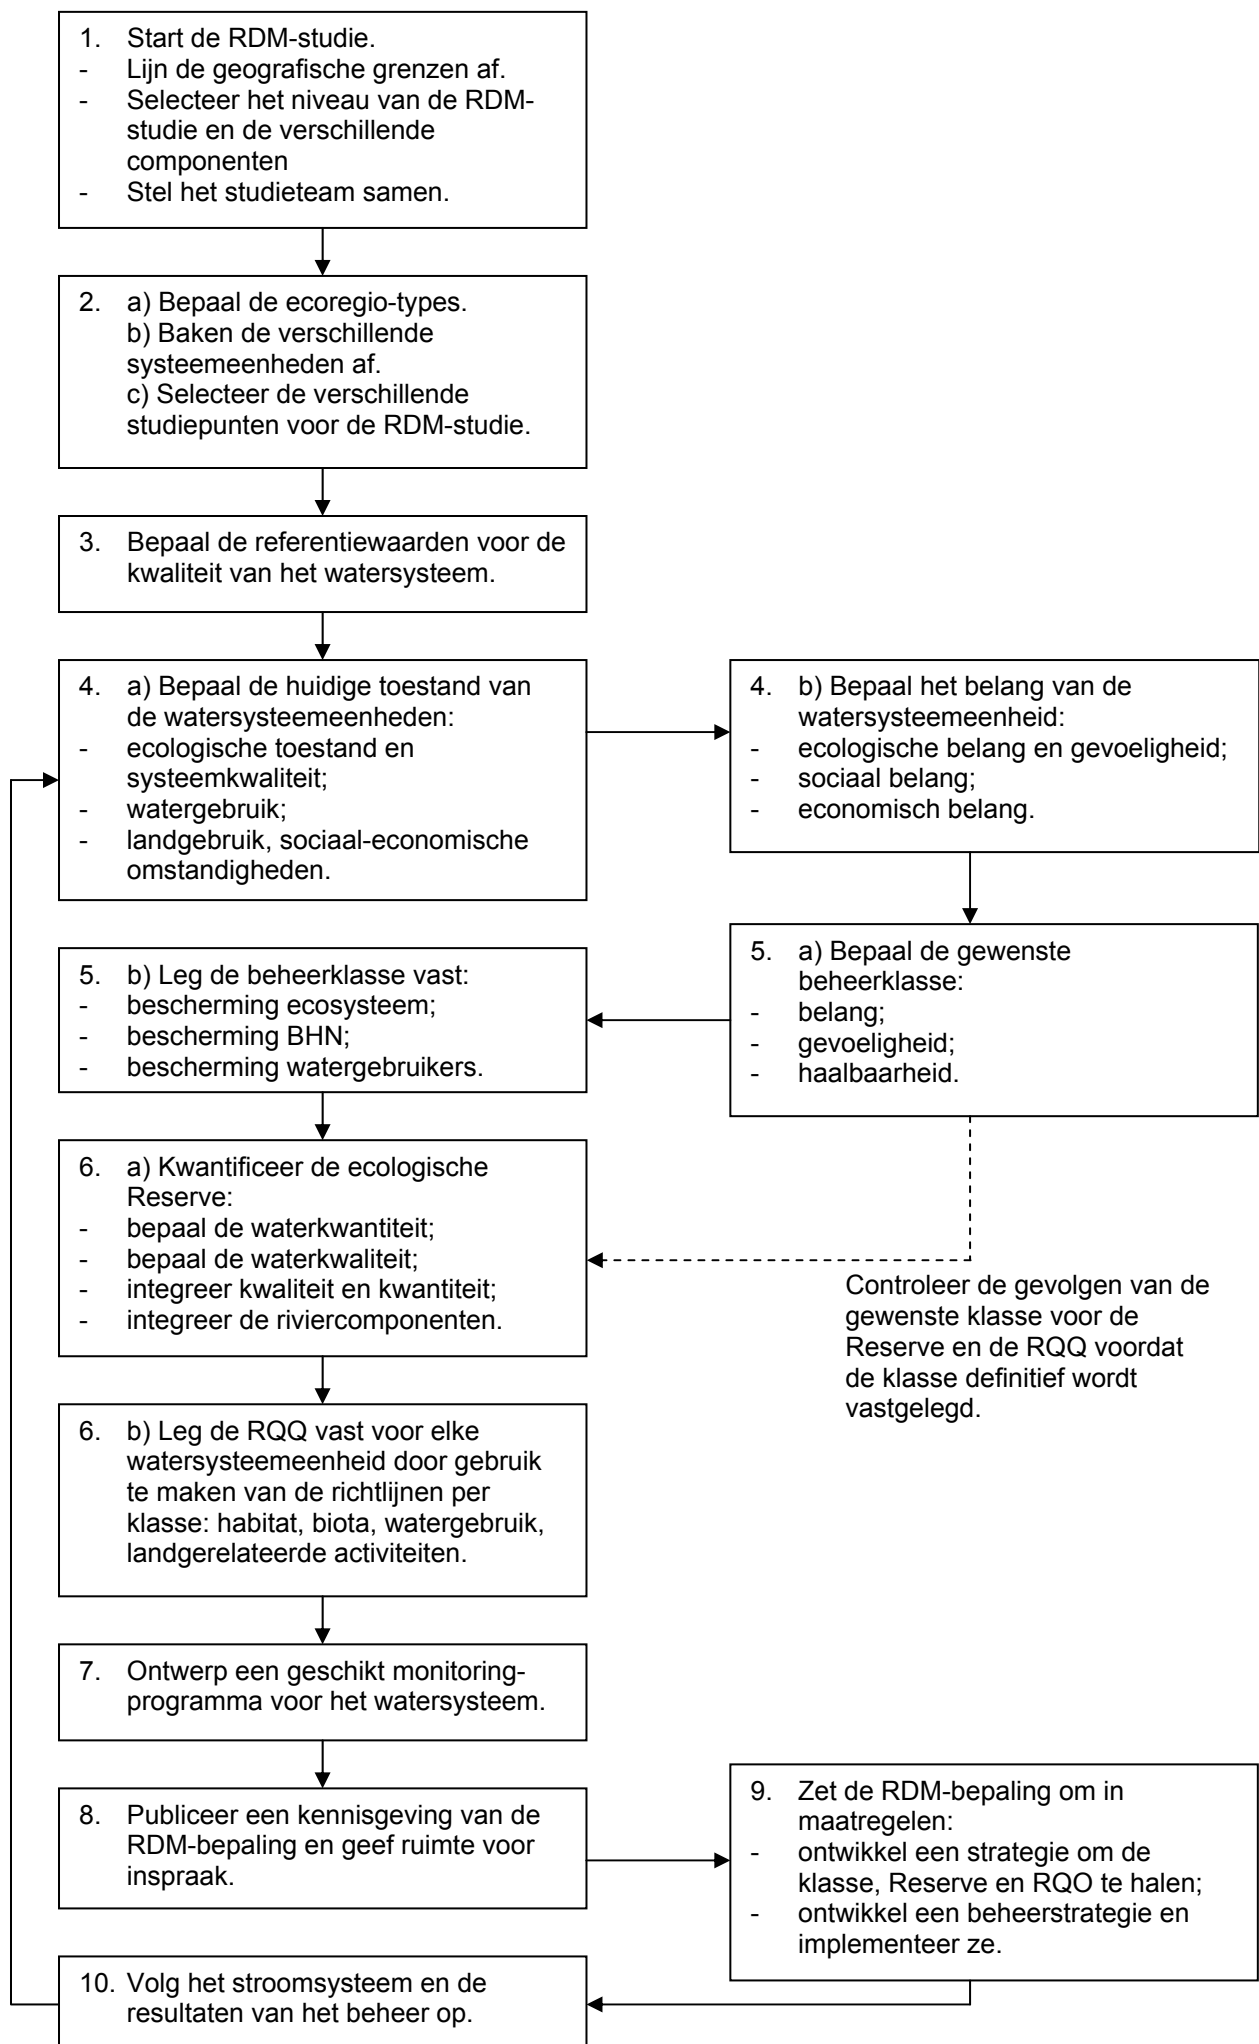 1. Start de RDM-studie.
- Lijn de geografische grenzen af.
- Selecteer het niveau van de RDM-
studie en de verschillende
componenten
- Stel het studieteam samen.
2. a) Bepaal de ecoregio-types.
b) Baken de verschillende
systeemeenheden af.
c) Selecteer de verschillende
studiepunten voor de RDM-studie.
3. Bepaal de referentiewaarden voor de
kwaliteit van het watersysteem.
4. a) Bepaal de huidige toestand van
de watersysteemeenheden:
- ecologische toestand en
systeemkwaliteit;
- watergebruik;
- landgebruik, sociaal-economische
omstandigheden.
4. b) Bepaal het belang van de
watersysteemeenheid:
- ecologische belang en gevoeligheid;
- sociaal belang;
- economisch belang.
5. a) Bepaal de gewenste
beheerklasse:
- belang;
- gevoeligheid;
- haalbaarheid.
5. b) Leg de beheerklasse vast:
- bescherming ecosysteem;
- bescherming BHN;
- bescherming watergebruikers.
6. a) Kwantificeer de ecologische
Reserve:
- bepaal de waterkwantiteit;
- bepaal de waterkwaliteit;
- integreer kwaliteit en kwantiteit;
- integreer de riviercomponenten.
Controleer de gevolgen van de
gewenste klasse voor de
Reserve en de RQQ voordat
de klasse definitief wordt
vastgelegd.
6. b) Leg de RQQ vast voor elke
watersysteemeenheid door gebruik
te maken van de richtlijnen per
klasse: habitat, biota, watergebruik,
landgerelateerde activiteiten.
7. Ontwerp een geschikt monitoring-
programma voor het watersysteem.
8. Publiceer een kennisgeving van de
RDM-bepaling en geef ruimte voor
inspraak.
9. Zet de RDM-bepaling om in
maatregelen:
- ontwikkel een strategie om de
klasse, Reserve en RQO te halen;
- ontwikkel een beheerstrategie en
implementeer ze.
10. Volg het stroomsysteem en de
resultaten van het beheer op.